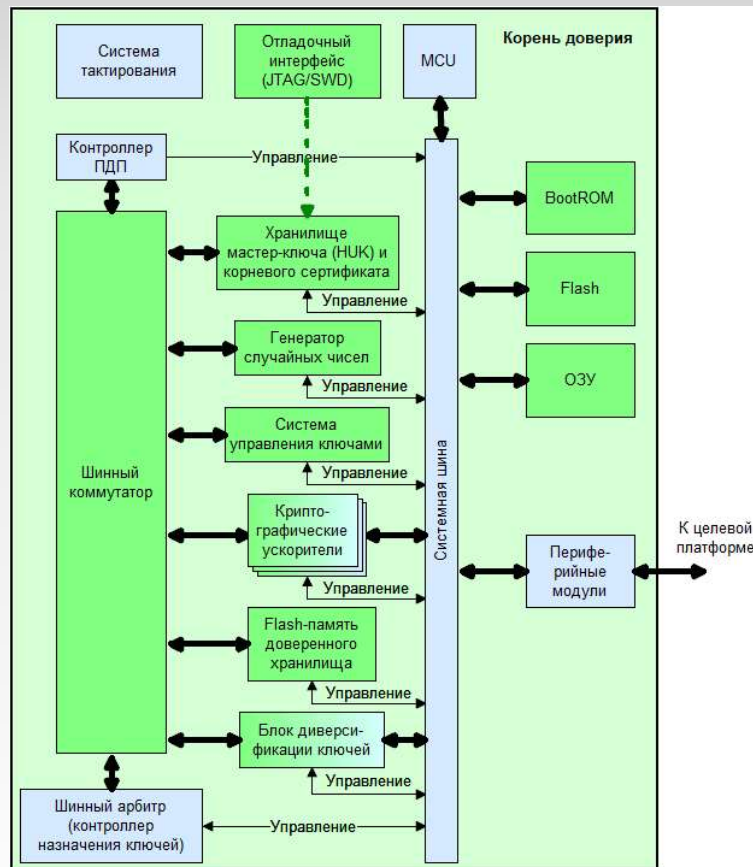 Система
тактирования
Отладочный
интерфейс
(JTAG/SWD)
MCU
Корень доверия
Контроллер
ПДП
Управление
BootROM
Хранилище
мастер-ключа (HUK) и
корневого сертификата
Управление
Flash
Генератор
случайных чисел
Управление
ОЗУ
Система
управления ключами
Управление
Шинный
коммутатор
Крипто-
графические
ускорители
Управление
Системная шина
Перифе-
рийные
модули
К целевой
платформе
Flash-память
доверенного
хранилища
Управление
Блок диверси-
фикации ключей
Управление
Шинный арбитр
(контроллер
назначения ключей)
Управление